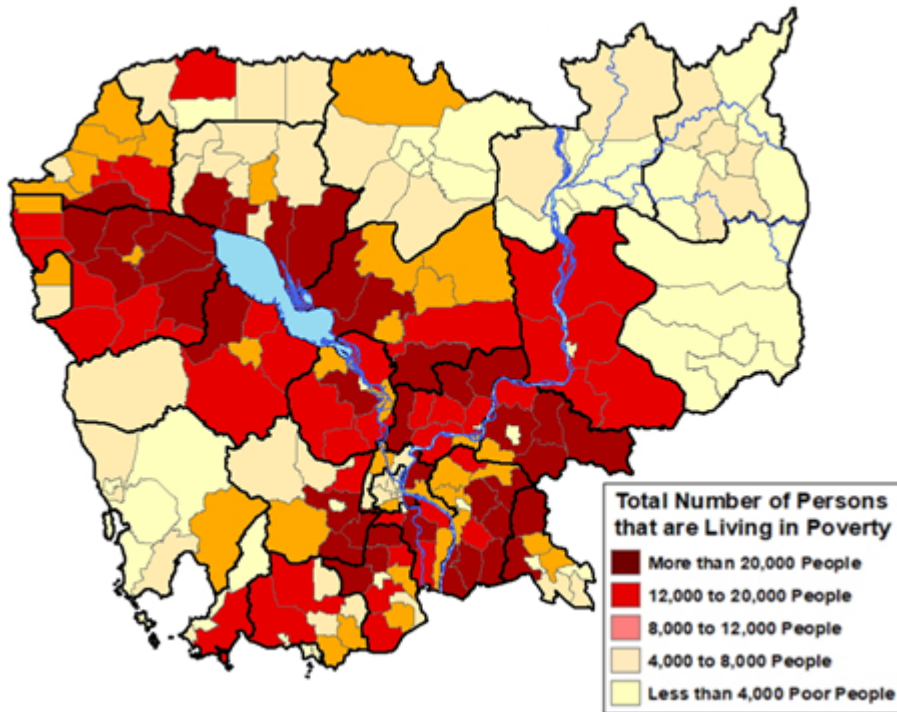 Total Number of Persons
that are Living in Poverty
More than 20,000 People
12,000 to 20,000 People
8,000 to 12,000 People
4,000 to 8,000 People
Less than 4,000 Poor People